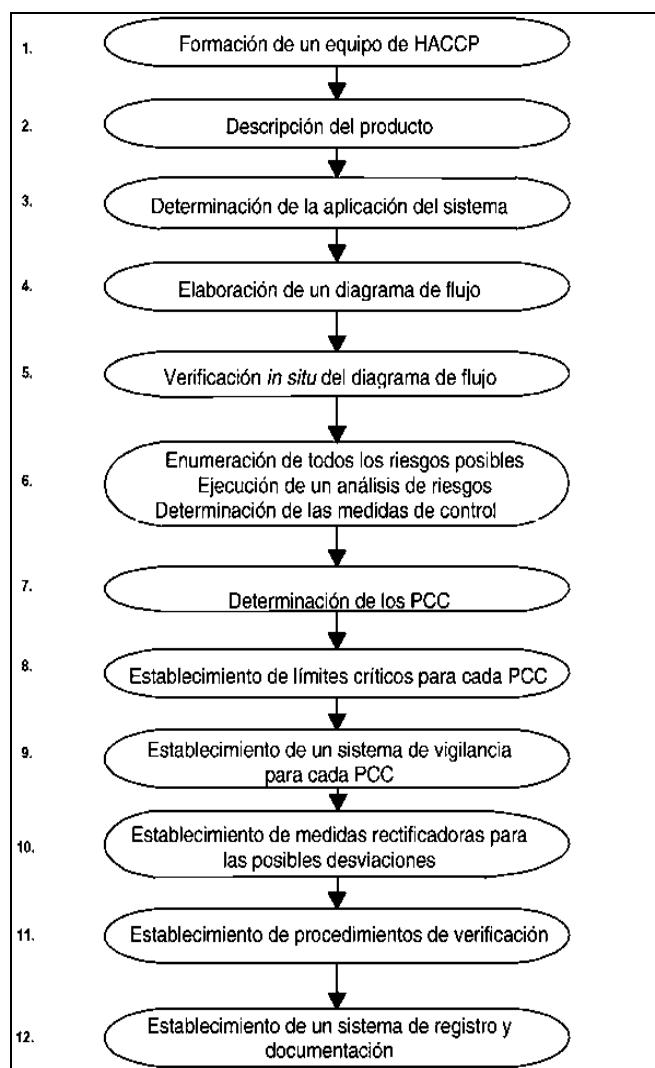 1. Formación de un equipo de HACCP
2. Descripción del producto
3. Determinación de la aplicación del sistema
4. Elaboración de un diagrama de flujo
5. Verificación in situ del diagrama de flujo
Enumeración de todos los riesgos posibles
6. Ejecución de un análisis de riesgos
Determinación de las medidas de control
7. Determinación de los PCC
8. Establecimiento de límites críticos para cada PCC
9. Establecimiento de un sistema de vigilancia
para cada PCC
10. Establecimiento de medidas rectificadoras para
las posibles desviaciones
11. Establecimiento de procedimientos de verificación
12. Establecimiento de un sistema de registro y
documentación